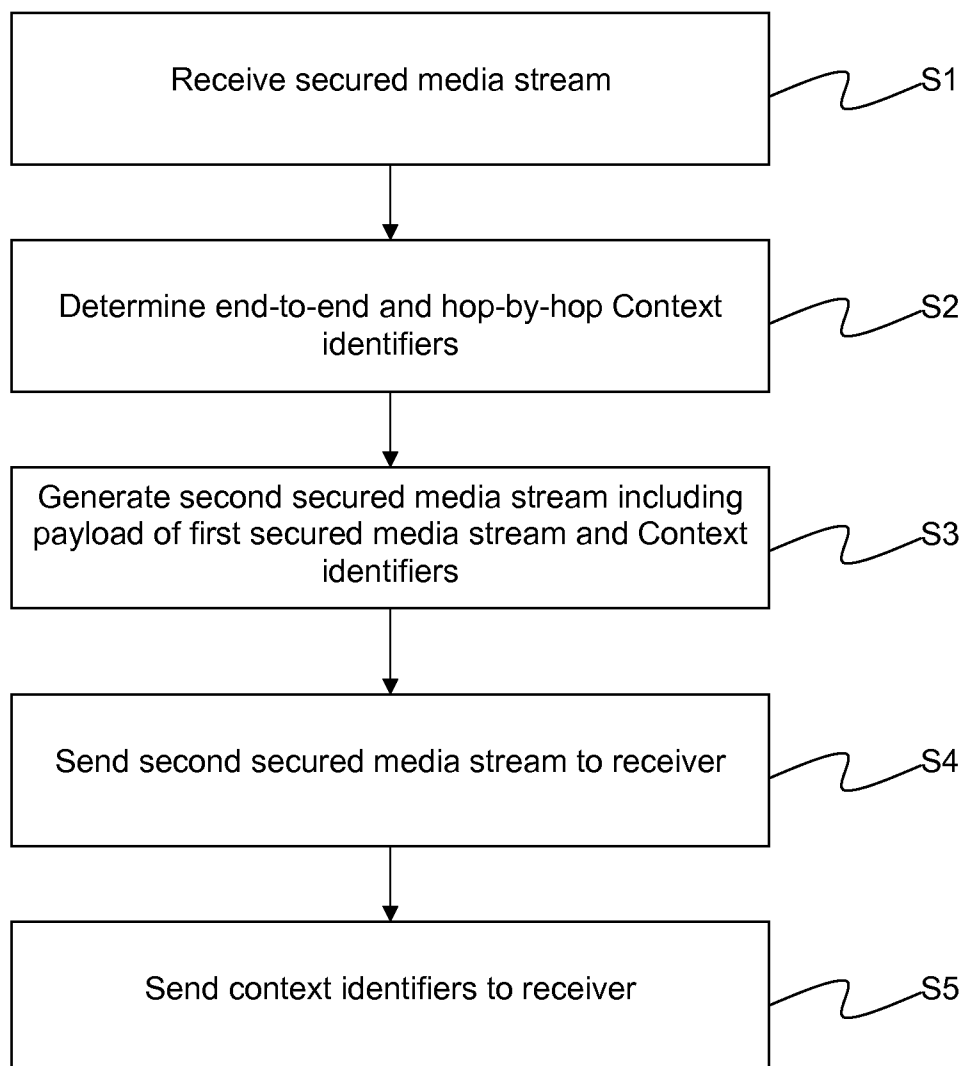 Receive secured media stream
S1
Determine end-to-end and hop-by-hop Context
identifiers
S2
Generate second secured media stream including
payload of first secured media stream and Context
identifiers
S3
Send second secured media stream to receiver
S4
Send context identifiers to receiver
S5